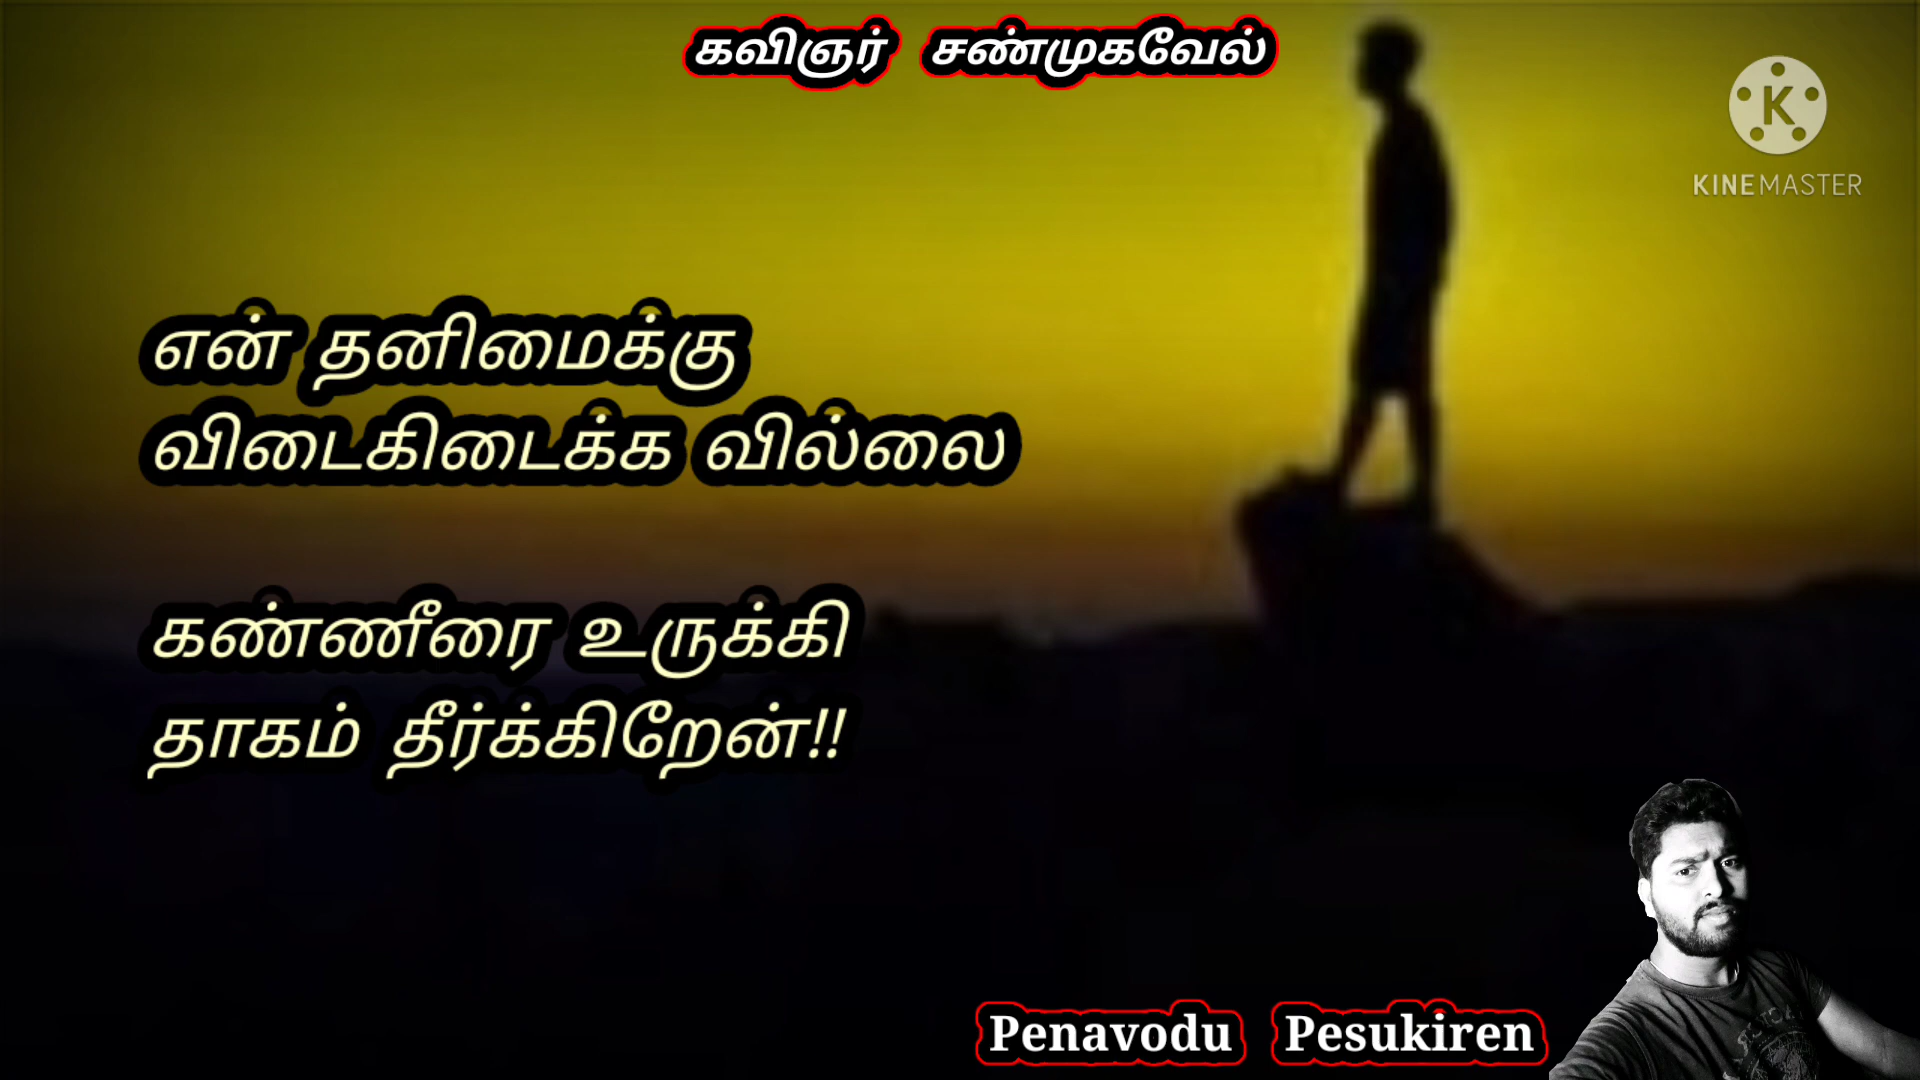 கவிஞர் சண்முகவேல்
KINEMASTER
என் தனிமைக்கு
விடைகிடைக்க வில்லை
கண்ணீரை உருக்கி
தாகம் தீர்க்கிறேன்!!
Penavodu Pesukiren